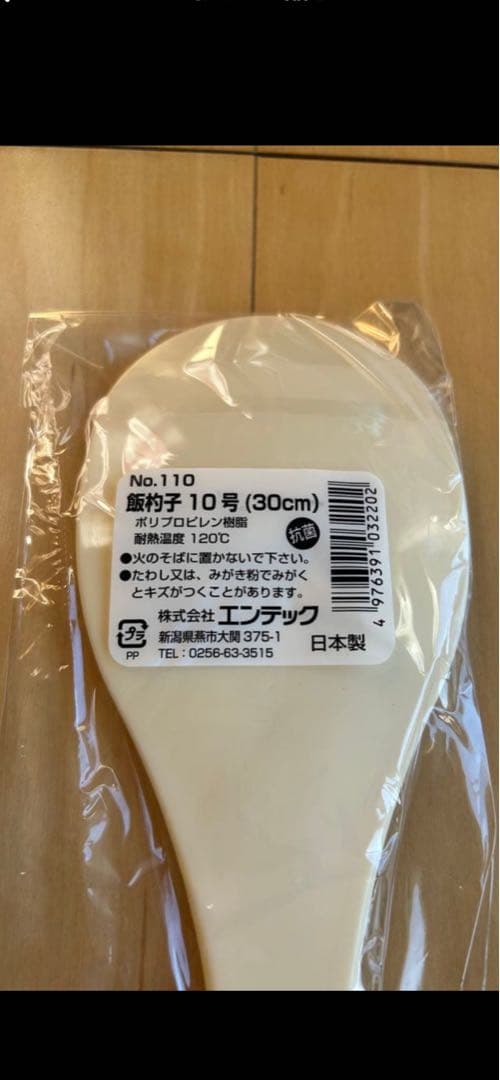 No.110
飯杓子 10号(30cm)
ポリプロピレン樹脂
耐熱温度 120℃
抗菌
●火のそばに置かないで下さい。
●たわし又は、みがき粉でみがく
とキズがつくことがあります。
株式会社 エンテック
プラ
新潟県燕市大関 375-1
PP
TEL:0256-63-3515
日本製
4 976391 032202